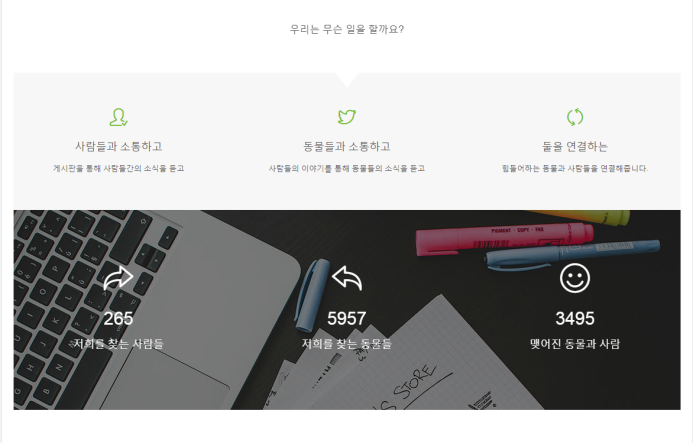 우리는 무슨 일을 할까요?
사람들과 소통하고
동물들과 소통하고
둘을 연결하는
게시판을 통해 사람들간의 소식을 듣고
사람들의 이야기를 통해 동물들의 소식을 듣고
힘들어하는 동물과 사람들을 연결해줍니다.
PIGMENT · COPY · FAX
265
5957
3495
저희를 찾는 사람들
저희를 찾는 동물들
맺어진 동물과 사람
STORE